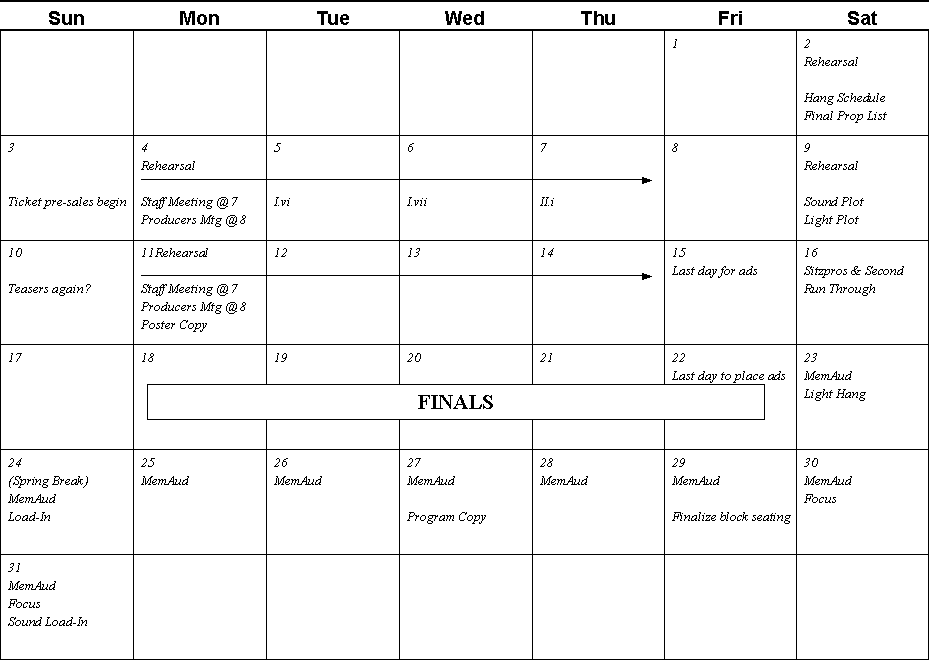 Sun Mon Tue Wed Thu Fri Sat
1
2
Rehearsal
Hang Schedule
Final Prop List
3
Ticket pre-sales begin
4
Rehearsal
Staff Meeting @ 7
Producers Mtg @ 8
5
I.vi
6
I.vii
7
II.i
8
9
Rehearsal
Sound Plot
Light Plot
10
Teasers again?
11Rehearsal
Staff Meeting @ 7
Producers Mtg @ 8
Poster Copy
12
13
14
15
Last day for ads
16
Sitzpros & Second
Run Through
17
18
19
20
21
22
Last day to place ads
23
MemAud
Light Hang
FINALS
24
(Spring Break)
MemAud
Load-In
25
MemAud
26
MemAud
27
MemAud
Program Copy
28
MemAud
29
MemAud
Finalize block seating
30
MemAud
Focus
31
MemAud
Focus
Sound Load-In